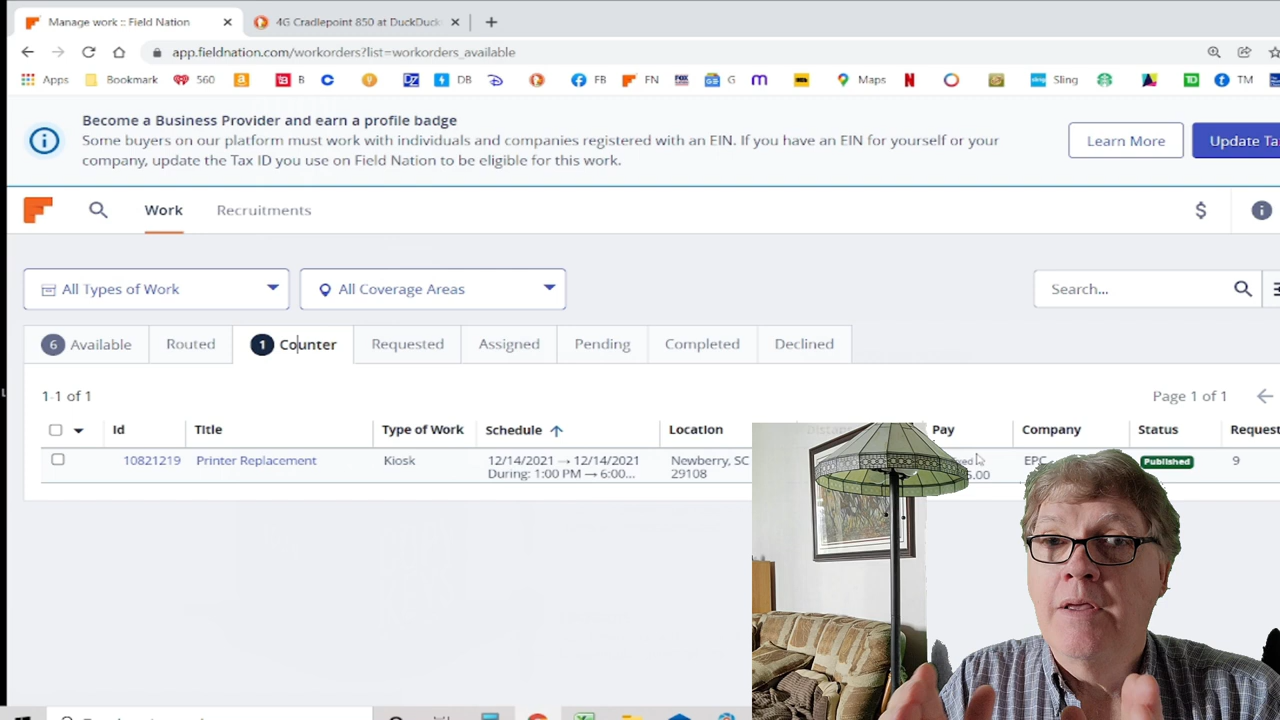 Manage work :: Field Nation
4G Cradlepoint 850 at DuckDuck
app.fieldnation.com/workorders?list=workorders_available
Apps Bookmark 560 B DB FB FN G Maps Sling TM
Become a Business Provider and earn a profile badge
Some buyers on our platform must work with individuals and companies registered with an EIN. If you have an EIN for yourself or your
company, update the Tax ID you use on Field Nation to be eligible for this work.
Learn More
Update Ta
Work Recruitments
All Types of Work
All Coverage Areas
Search...
6 Available Routed 1 Counter Requested Assigned Pending Completed Declined
1-1 of 1
Page 1 of 1
Id Title Type of Work Schedule Location Distance Pay Company Status Request
10821219 Printer Replacement Kiosk 12/14/2021 → 12/14/2021 Newberry, SC EPC Published 9
During: 1:00 PM → 6:00... 29108 5.00